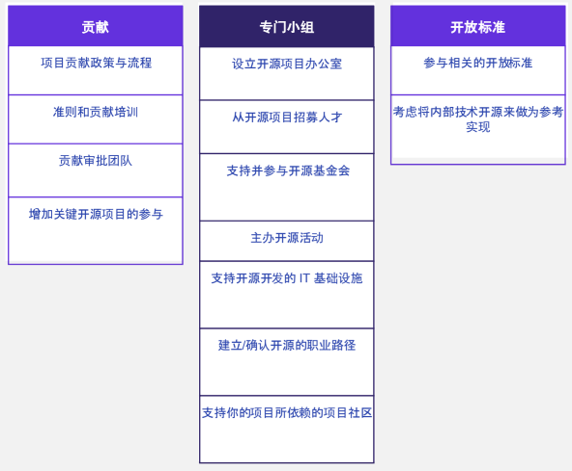 贡献
项目贡献政策与流程
准则和贡献培训
贡献审批团队
增加关键开源项目的参与
专门小组
设立开源项目办公室
从开源项目招募人才
支持并参与开源基金会
主办开源活动
支持开源开发的 IT 基础设施
建立/确认开源的职业路径
支持你的项目所依赖的项目社区
开放标准
参与相关的开放标准
考虑将内部技术开源来做为参考
实现